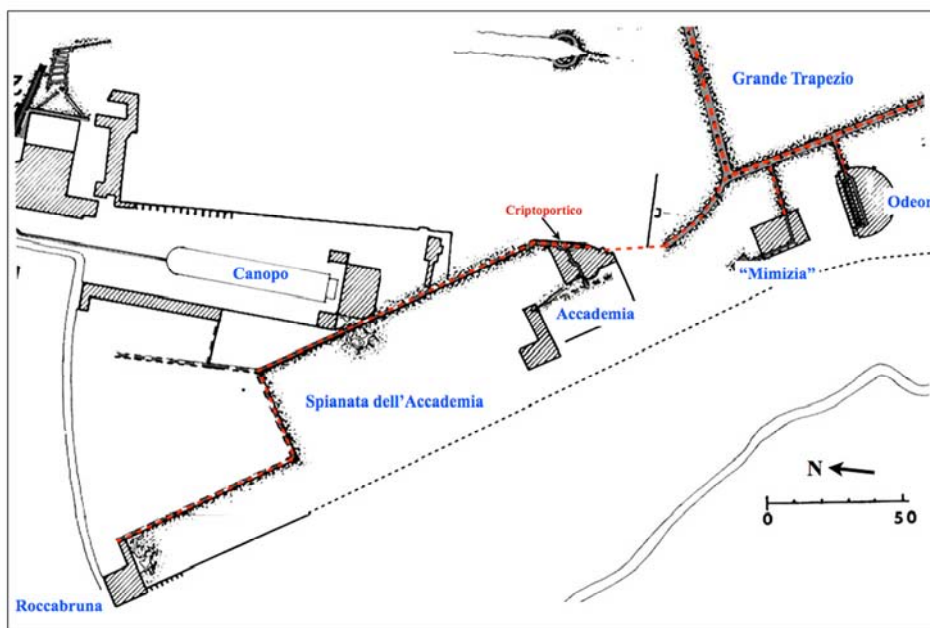 Grande Trapezio
Odeon
Criptoportico
"Mimizia"
Canopo
Accademia
Spianata dell'Accademia
N
0 50
Roccabruna